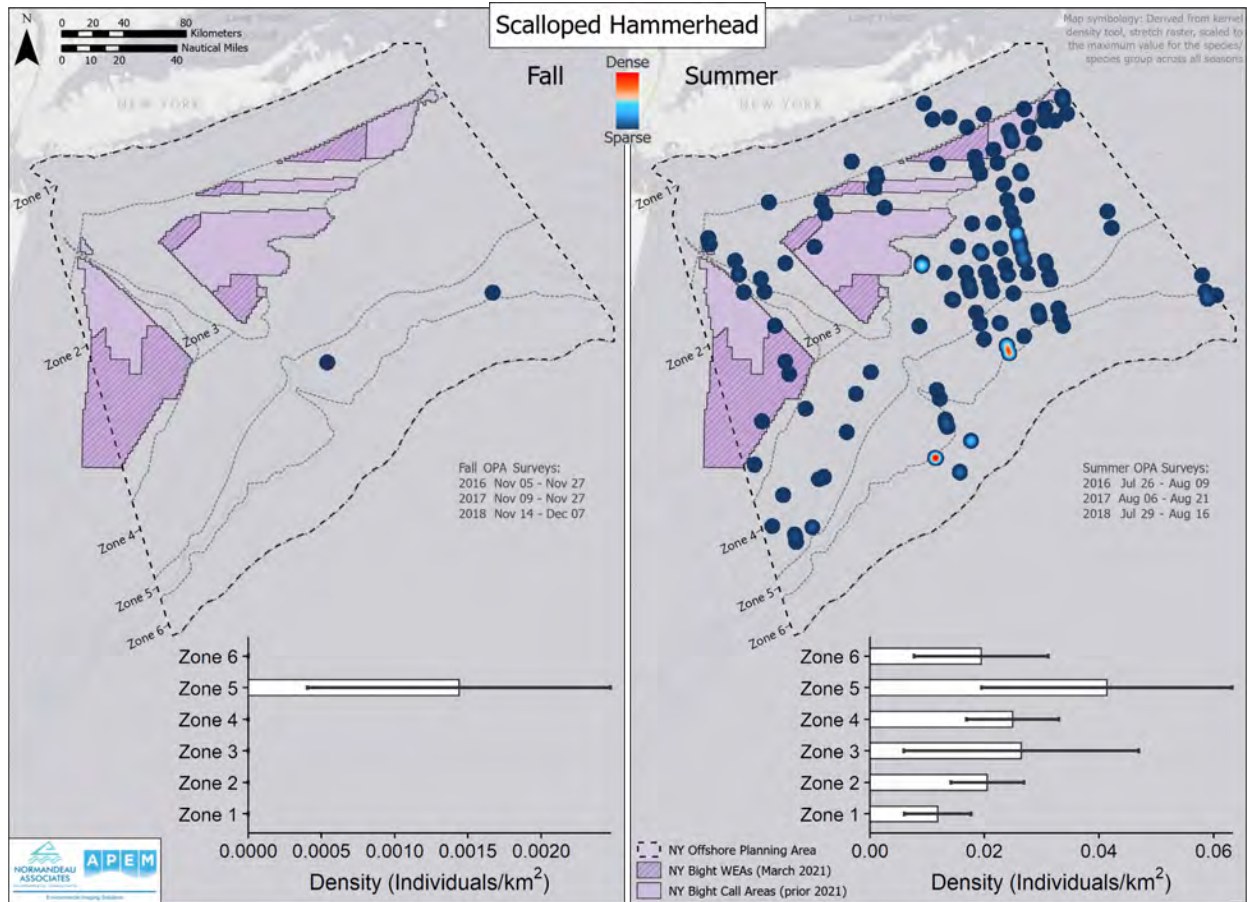 Scalloped Hammerhead
N
0 20 40 80
Kilometers
Nautical Miles
0 10 20 40
Fall
Dense
Sparse
Summer
Map symbology: Derived from kernel
density tool, stretch raster, scaled to
the maximum value for the species/
species group across all seasons
NEW YORK
Zone 1
Zone 2
Zone 3
Zone 4
Zone 5
Zone 6
Fall OPA Surveys:
2016 Nov 05 - Nov 27
2017 Nov 09 - Nov 27
2018 Nov 14 - Dec 07
NEW YORK
Zone 1
Zone 2
Zone 3
Zone 4
Zone 5
Zone 6
Summer OPA Surveys:
2016 Jul 26 - Aug 09
2017 Aug 06 - Aug 21
2018 Jul 29 - Aug 16
Zone 6
Zone 5
Zone 4
Zone 3
Zone 2
Zone 1
0.0000 0.0005 0.0010 0.0015 0.0020
Density (Individuals/km²)
Zone 6
Zone 5
Zone 4
Zone 3
Zone 2
Zone 1
0.00 0.02 0.04 0.06
Density (Individuals/km²)
NY Offshore Planning Area
NY Bight WEAs (March 2021)
NY Bight Call Areas (prior 2021)
NORMANDEAU
ASSOCIATES
APEM